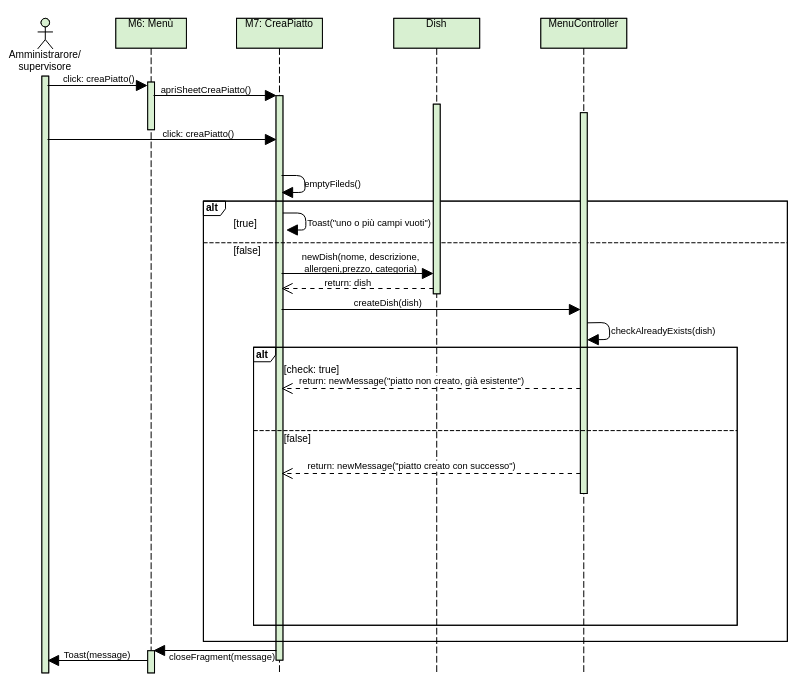 M6: Menù
M7: CreaPiatto
Dish
MenuController
Amministrarore/
supervisore
click: creaPiatto()
apriSheetCreaPiatto()
click: creaPiatto()
emptyFileds()
alt
[true]
Toast("uno o più campi vuoti")
[false]
newDish(nome, descrizione,
allergeni,prezzo, categoria)
return: dish
createDish(dish)
checkAlreadyExists(dish)
alt
[check: true]
return: newMessage("piatto non creato, già esistente")
[false]
return: newMessage("piatto creato con successo")
Toast(message)
closeFragment(message)